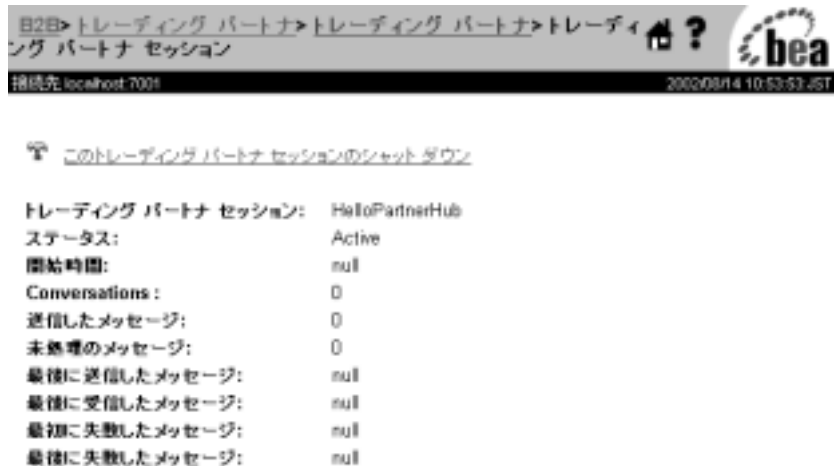 B2B> トレーディング パートナ> トレーディング パートナ> トレーディ
ング パートナ セッション
bea
接続先 localhost:7001 2002/08/14 10:53:53 JST
このトレーディング パートナ セッションのシャット ダウン
トレーディング パートナ セッション: HelloPartnerHub
ステータス: Active
開始時間: null
Conversations : 0
送信したメッセージ: 0
未処理のメッセージ: 0
最後に送信したメッセージ: null
最後に受信したメッセージ: null
最初に失敗したメッセージ: null
最後に失敗したメッセージ: null